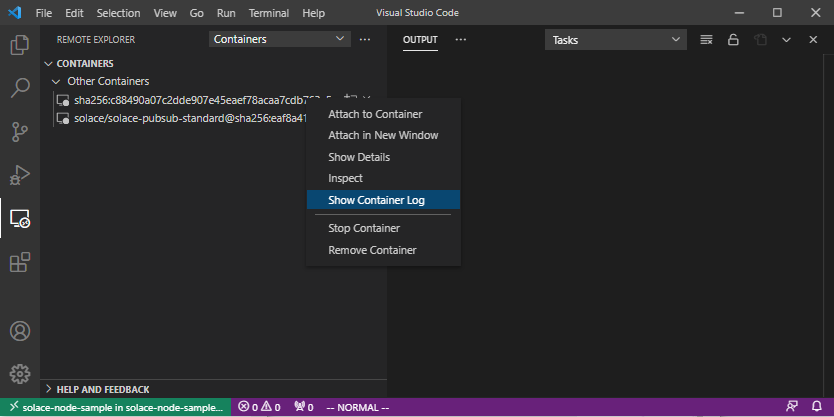 File Edit Selection View Go Run Terminal Help Visual Studio Code
REMOTE EXPLORER Containers OUTPUT Tasks
CONTAINERS
Other Containers
sha256:c88490a07c2dde907e45eaef78acaa7cdb762
solace/solace-pubsub-standard@sha256:eaf8a41
Attach to Container
Attach in New Window
Show Details
Inspect
Show Container Log
Stop Container
Remove Container
HELP AND FEEDBACK
solace-node-sample in solace-node-sample... 0 0 0 -- NORMAL --